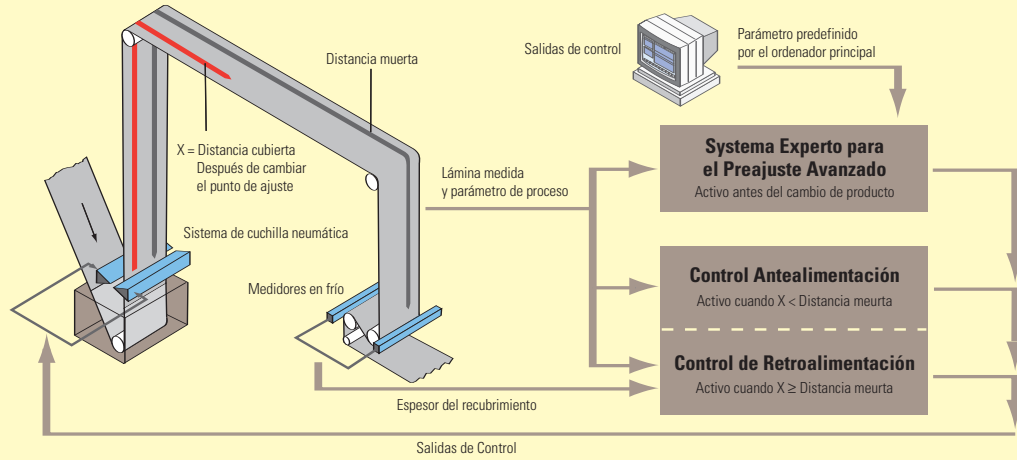 Salidas de control
Parámetro predefinido
por el ordenador principal
Distancia muerta
X = Distancia cubierta
Después de cambiar
el punto de ajuste
Lámina medida
y parámetro de proceso
Systema Experto para
el Preajuste Avanzado
Activo antes del cambio de producto
Sistema de cuchilla neumática
Medidores en frío
Control Antealimentación
Activo cuando X < Distancia meurta
Control de Retroalimentación
Activo cuando X ≥ Distancia meurta
Espesor del recubrimiento
Salidas de Control